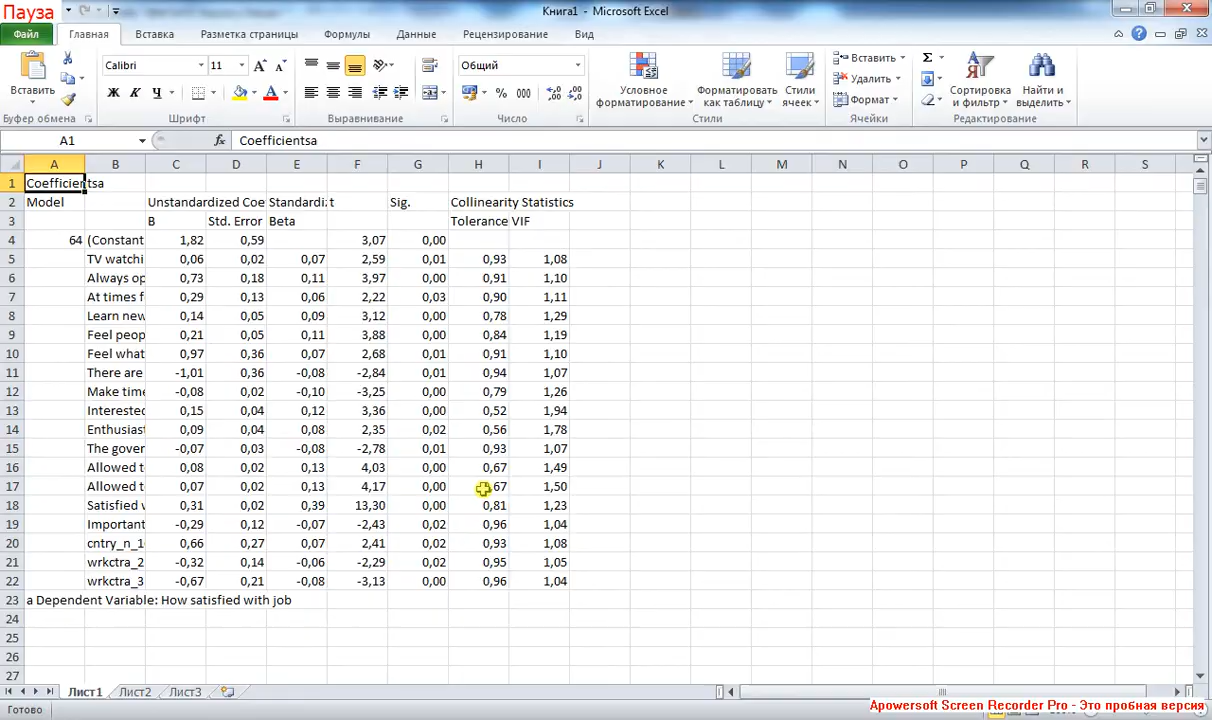 Пауза
Книга1 - Microsoft Excel
Файл Главная Вставка Разметка страницы Формулы Данные Рецензирование Вид
Calibri 11 Общий
Вставить
Ж К Ч
% 000
Условное форматирование
Форматировать как таблицу
Стили ячеек
Вставить
Удалить
Формат
Σ
Сортировка и фильтр
Найти и выделить
Буфер обмена Шрифт Выравнивание Число Стили Ячейки Редактирование
A1 fx Coefficientsa
A B C D E F G H I J K L M N O P Q R S
1 Coefficientsa
2 Model Unstandardized Coe Standardiz t Sig. Collinearity Statistics
3 B Std. Error Beta Tolerance VIF
4 64 (Constant 1,82 0,59 3,07 0,00
5 TV watchi 0,06 0,02 0,07 2,59 0,01 0,93 1,08
6 Always op 0,73 0,18 0,11 3,97 0,00 0,91 1,10
7 At times f 0,29 0,13 0,06 2,22 0,03 0,90 1,11
8 Learn new 0,14 0,05 0,09 3,12 0,00 0,78 1,29
9 Feel peop 0,21 0,05 0,11 3,88 0,00 0,84 1,19
10 Feel what 0,97 0,36 0,07 2,68 0,01 0,91 1,10
11 There are -1,01 0,36 -0,08 -2,84 0,01 0,94 1,07
12 Make time -0,08 0,02 -0,10 -3,25 0,00 0,79 1,26
13 Interested 0,15 0,04 0,12 3,36 0,00 0,52 1,94
14 Enthusiast 0,09 0,04 0,08 2,35 0,02 0,56 1,78
15 The gover -0,07 0,03 -0,08 -2,78 0,01 0,93 1,07
16 Allowed t 0,08 0,02 0,13 4,03 0,00 0,67 1,49
17 Allowed t 0,07 0,02 0,13 4,17 0,00 67 1,50
18 Satisfied v 0,31 0,02 0,39 13,30 0,00 0,81 1,23
19 Important -0,29 0,12 -0,07 -2,43 0,02 0,96 1,04
20 cntry_n_1 0,66 0,27 0,07 2,41 0,02 0,93 1,08
21 wrkctra_2 -0,32 0,14 -0,06 -2,29 0,02 0,95 1,05
22 wrkctra_3 -0,67 0,21 -0,08 -3,13 0,00 0,96 1,04
23 a Dependent Variable: How satisfied with job
24
25
26
27
Лист1 Лист2 Лист3
Готово
Apowersoft Screen Recorder Pro - Это пробная версия